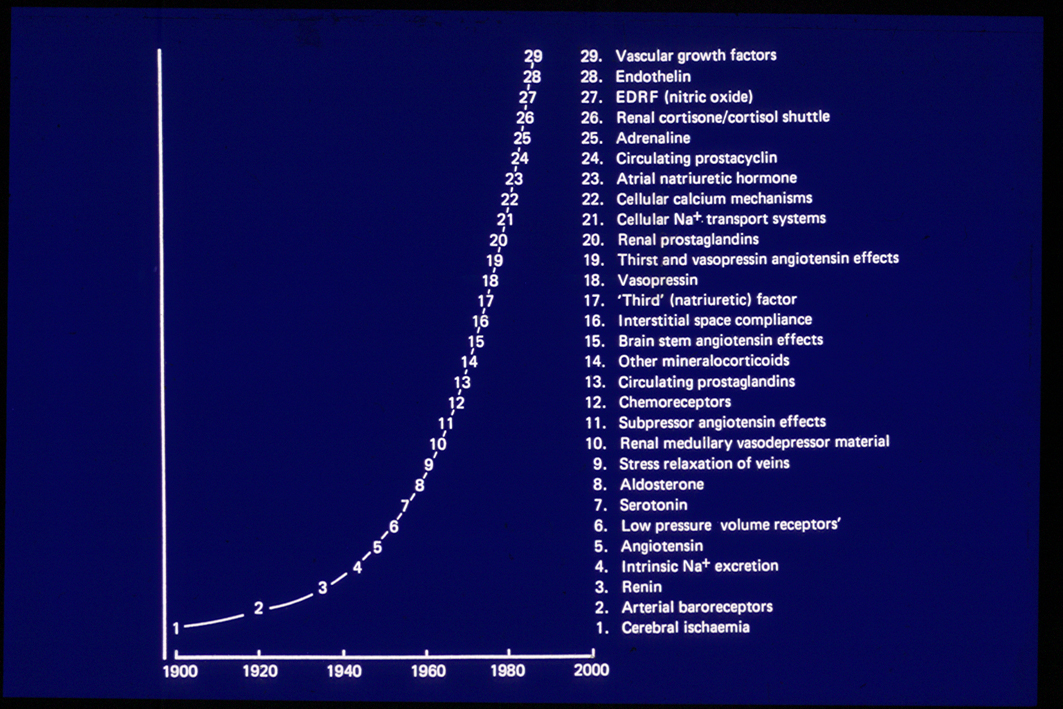 29 29. Vascular growth factors
28 28. Endothelin
27 27. EDRF (nitric oxide)
26 26. Renal cortisone/cortisol shuttle
25 25. Adrenaline
24 24. Circulating prostacyclin
23 23. Atrial natriuretic hormone
22 22. Cellular calcium mechanisms
21 21. Cellular Na+ transport systems
20 20. Renal prostaglandins
19 19. Thirst and vasopressin angiotensin effects
18 18. Vasopressin
17 17. 'Third' (natriuretic) factor
16 16. Interstitial space compliance
15 15. Brain stem angiotensin effects
14 14. Other mineralocorticoids
13 13. Circulating prostaglandins
12 12. Chemoreceptors
11 11. Subpressor angiotensin effects
10 10. Renal medullary vasodepressor material
9 9. Stress relaxation of veins
8 8. Aldosterone
7 7. Serotonin
6 6. Low pressure volume receptors'
5 5. Angiotensin
4 4. Intrinsic Na+ excretion
3 3. Renin
2 2. Arterial baroreceptors
1 1. Cerebral ischaemia
1900 1920 1940 1960 1980 2000